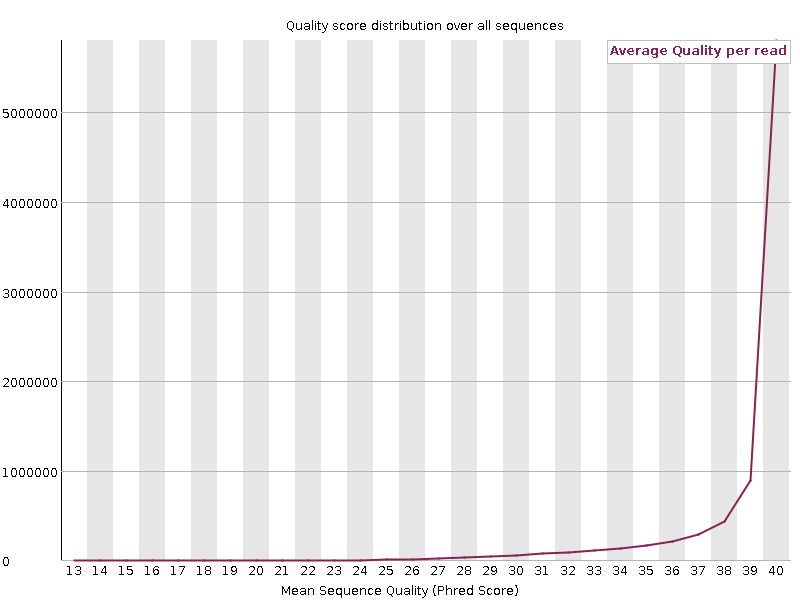 Quality score distribution over all sequences
Average Quality per read
5000000
4000000
3000000
2000000
1000000
0
13 14 15 16 17 18 19 20 21 22 23 24 25 26 27 28 29 30 31 32 33 34 35 36 37 38 39 40
Mean Sequence Quality (Phred Score)